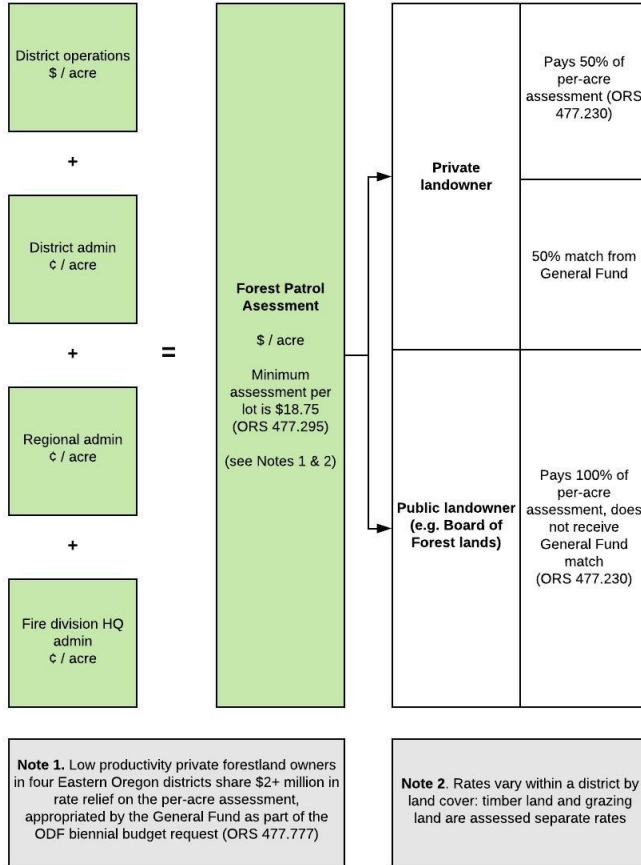 District operations
$ / acre
+
District admin
¢ / acre
+
Regional admin
¢ / acre
+
Fire division HQ
admin
¢ / acre
=
Forest Patrol
Asessment
$ / acre
Minimum
assessment per
lot is $18.75
(ORS 477.295)
(see Notes 1 & 2)
Private
landowner
Pays 50% of
per-acre
assessment (ORS
477.230)
50% match from
General Fund
Public landowner
(e.g. Board of
Forest lands)
Pays 100% of
per-acre
assessment, does
not receive
General Fund
match
(ORS 477.230)
Note 1. Low productivity private forestland owners
in four Eastern Oregon districts share $2+ million in
rate relief on the per-acre assessment,
appropriated by the General Fund as part of the
ODF biennial budget request (ORS 477.777)
Note 2. Rates vary within a district by
land cover: timber land and grazing
land are assessed separate rates